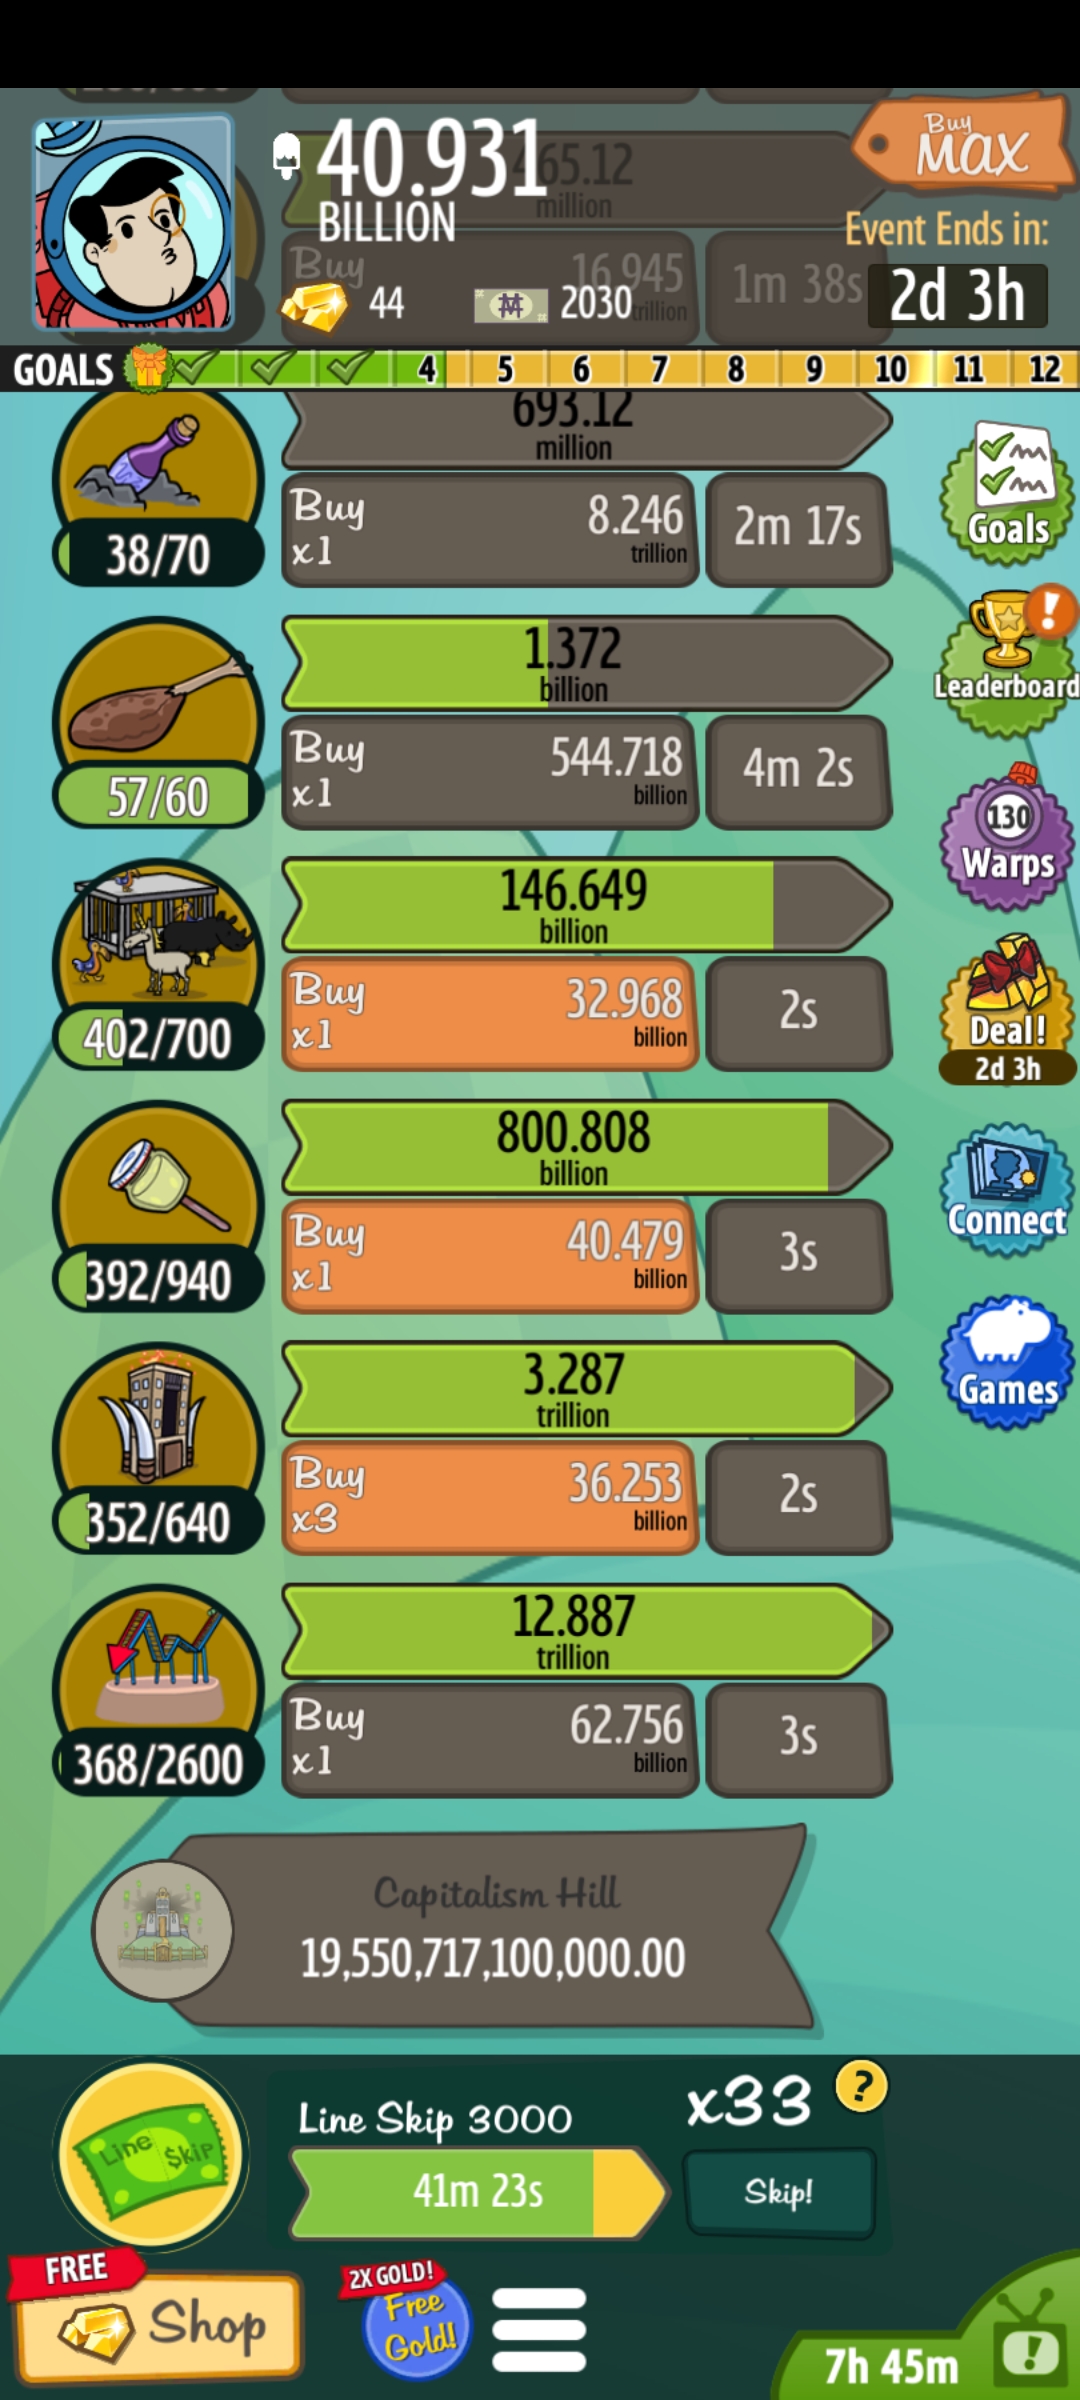 40.931
BILLION
465.12
million
Buy
MAX
Event Ends in:
2d 3h
44
2030
Buy
16.945
trillion
1m 38s
GOALS
4
5
6
7
8
9
10
11
12
693.12
million
38/70
Buy
x1
8.246
trillion
2m 17s
Goals
1.372
billion
57/60
Buy
x1
544.718
billion
4m 2s
!
Leaderboard
130
Warps
146.649
billion
402/700
Buy
x1
32.968
billion
2s
Deal!
2d 3h
800.808
billion
392/940
Buy
x1
40.479
billion
3s
Connect
3.287
trillion
352/640
Buy
x3
36.253
billion
2s
Games
12.887
trillion
368/2600
Buy
x1
62.756
billion
3s
Capitalism Hill
19,550,717,100,000.00
Line $kip
Line Skip 3000
41m 23s
x33
?
Skip!
FREE
Shop
2X GOLD!
Free
Gold!
7h 45m
!